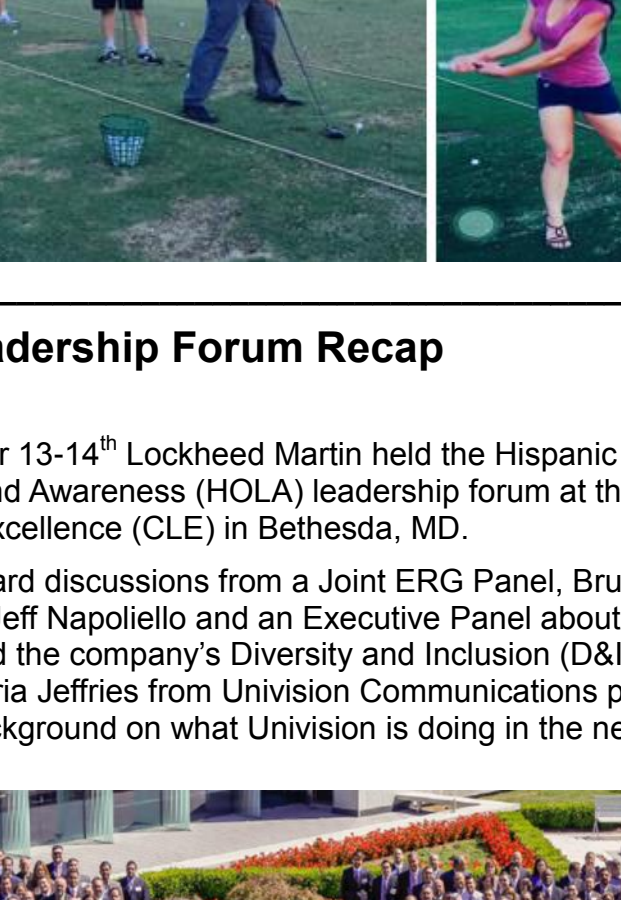 adership Forum Recap
r 13-14th Lockheed Martin held the Hispanic
nd Awareness (HOLA) leadership forum at th
xcellence (CLE) in Bethesda, MD.
ard discussions from a Joint ERG Panel, Bru
Jeff Napoliello and an Executive Panel about
d the company's Diversity and Inclusion (D&I
ria Jeffries from Univision Communications p
ckground on what Univision is doing in the ne